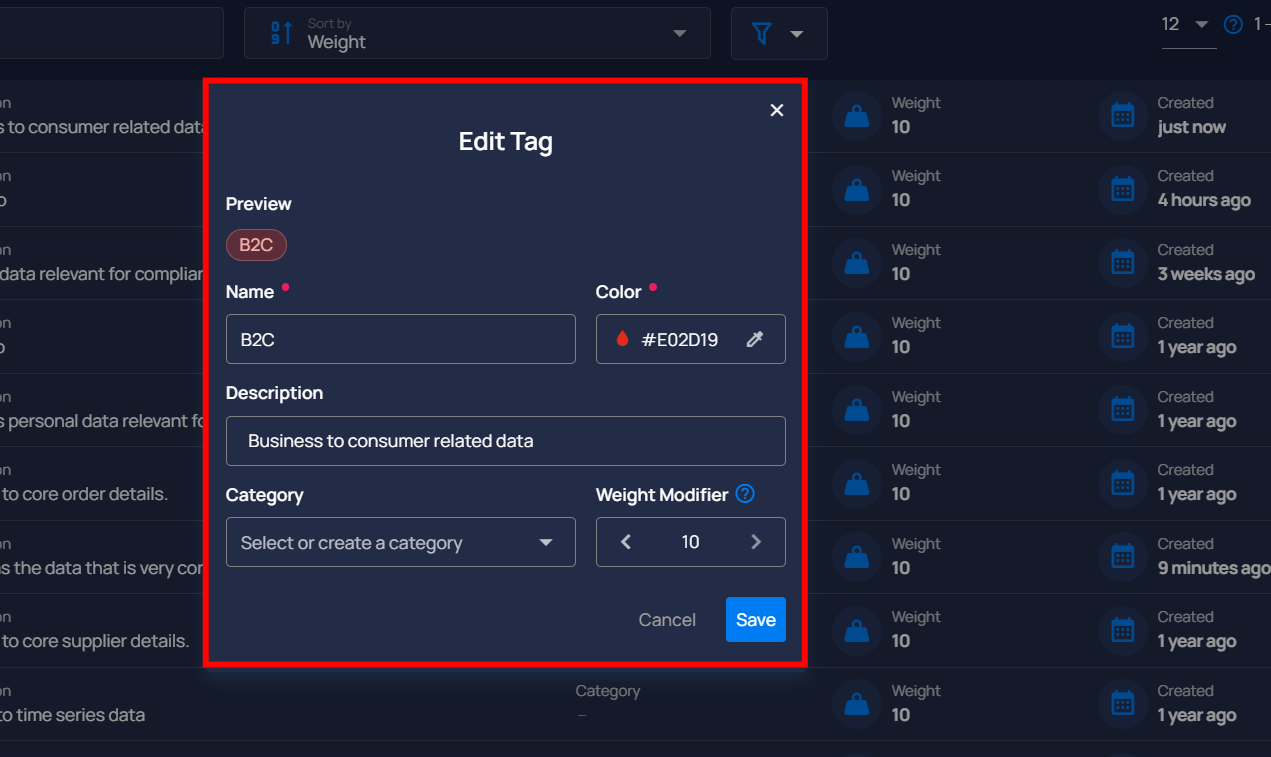 Sort by
Weight
12
1 –
on
s to consumer related data
Weight
10
Created
just now
on
o
Weight
10
Created
4 hours ago
on
data relevant for complian
Weight
10
Created
3 weeks ago
on
o
Weight
10
Created
1 year ago
on
s personal data relevant fo
Weight
10
Created
1 year ago
on
to core order details.
Weight
10
Created
1 year ago
on
s the data that is very cor
Weight
10
Created
9 minutes ago
on
to core supplier details.
Weight
10
Created
1 year ago
on
to time series data
Category
–
Weight
10
Created
1 year ago
Edit Tag
Preview
B2C
Name
Color
B2C
#E02D19
Description
Business to consumer related data
Category
Weight Modifier ?
Select or create a category
10
Cancel
Save